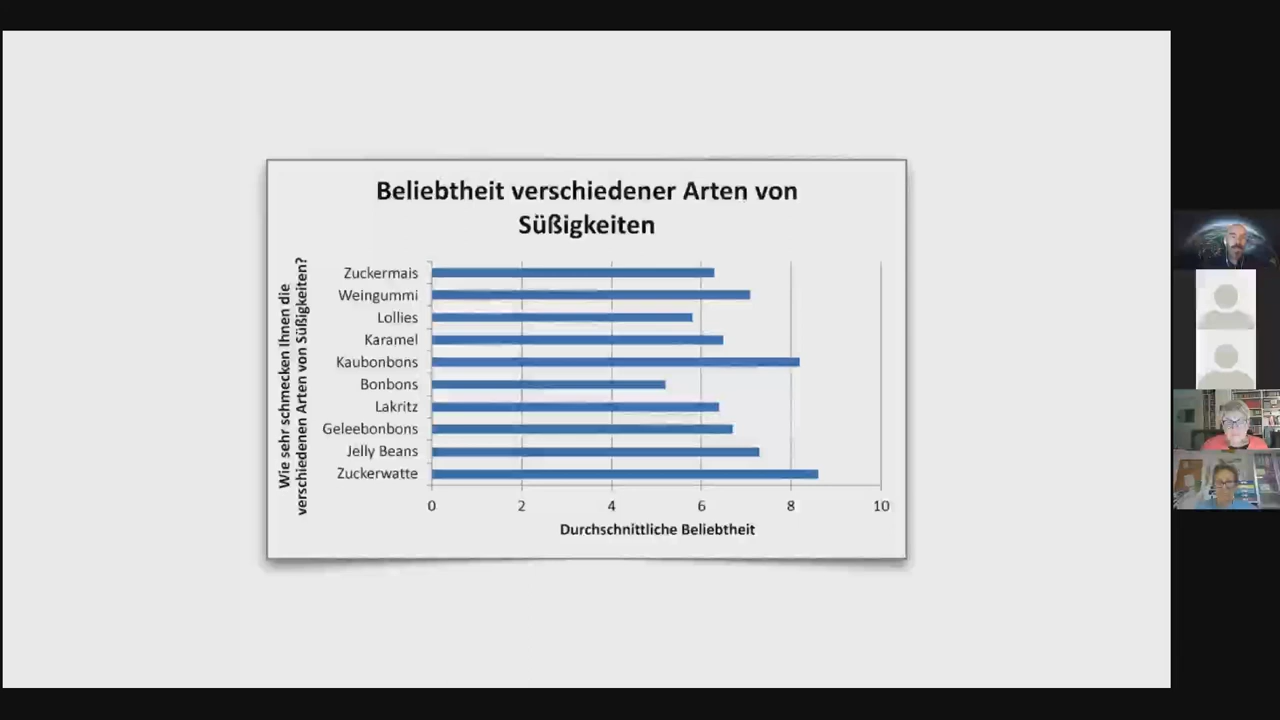 Beliebtheit verschiedener Arten von
Süßigkeiten
Wie sehr schmecken Ihnen die
verschiedenen Arten von Süßigkeiten?
Zuckermais
Weingummi
Lollies
Karamel
Kaubonbons
Bonbons
Lakritz
Geleebonbons
Jelly Beans
Zuckerwatte
0 2 4 6 8 10
Durchschnittliche Beliebtheit